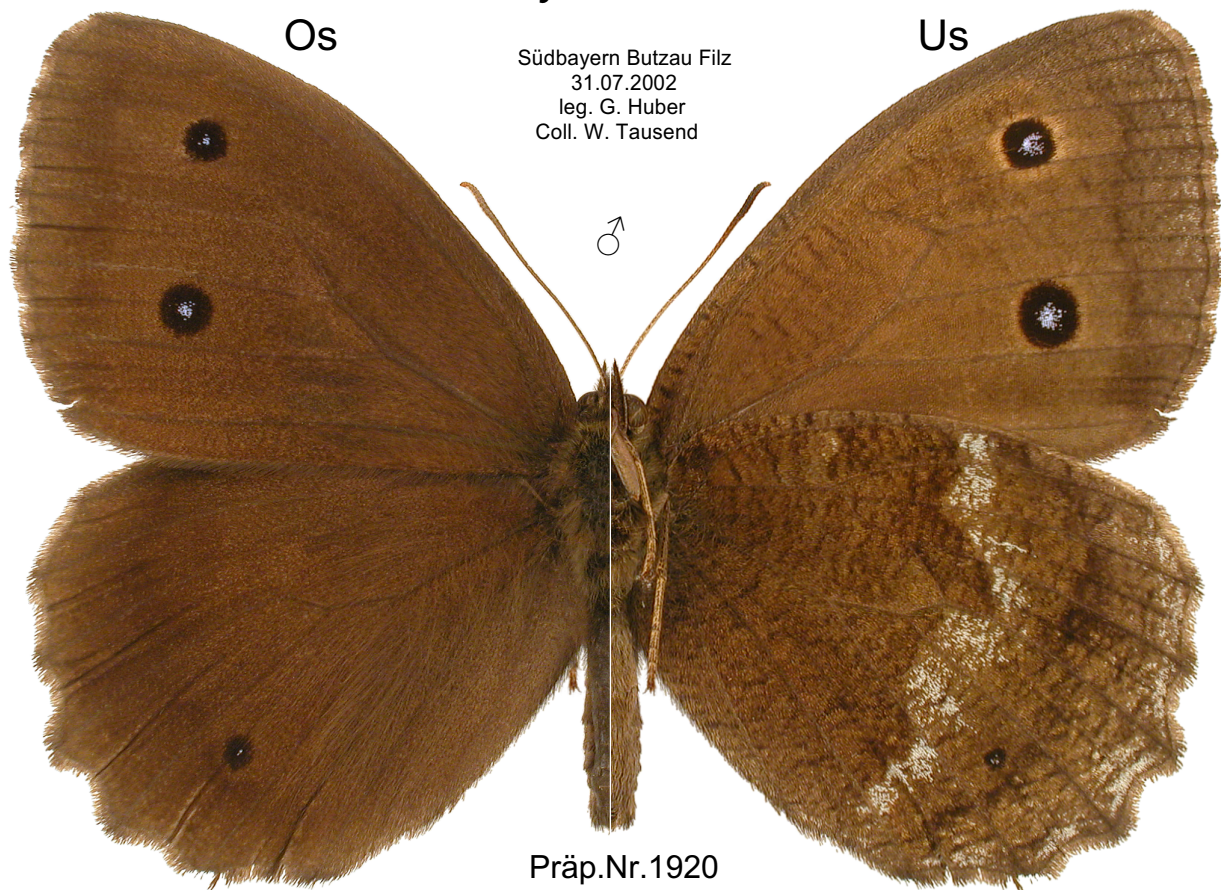 Os
Us
Südbayern Butzau Filz
31.07.2002
leg. G. Huber
Coll. W. Tausend
♂
Präp.Nr.1920